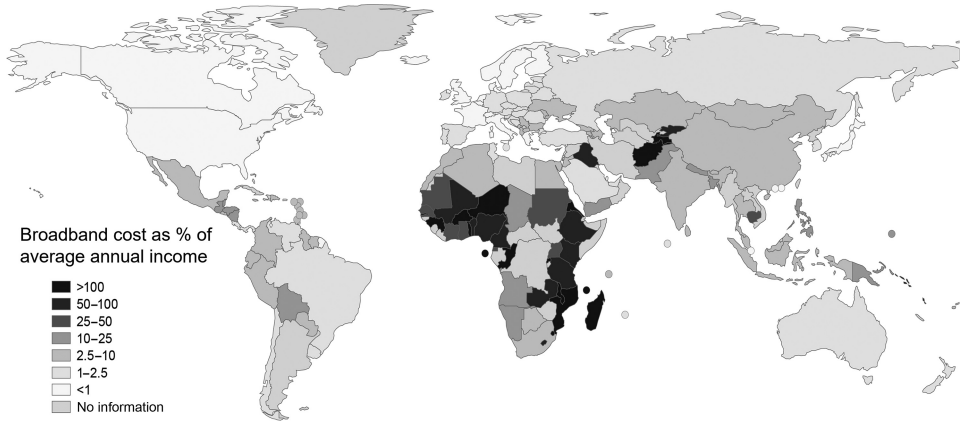 Broadband cost as % of
average annual income
>100
50–100
25–50
10–25
2.5–10
1–2.5
<1
No information